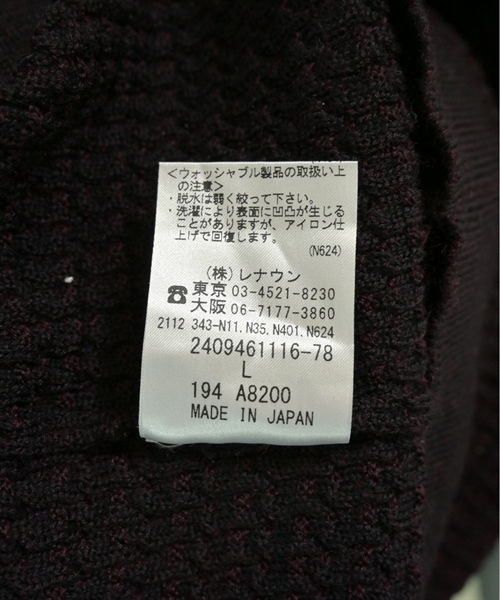 <ウォッシャブル製品の取扱い上
の注意>
・脱水は弱く絞って下さい。
・洗濯により表面に凹凸が生じる
ことがありますが、アイロン仕
上げで回復します。
(N624)
(株)レナウン
☎東京 03-4521-8230
大阪 06-7177-3860
2112 343-N11.N35.N401.N624
2409461116-78
L
194 A8200
MADE IN JAPAN